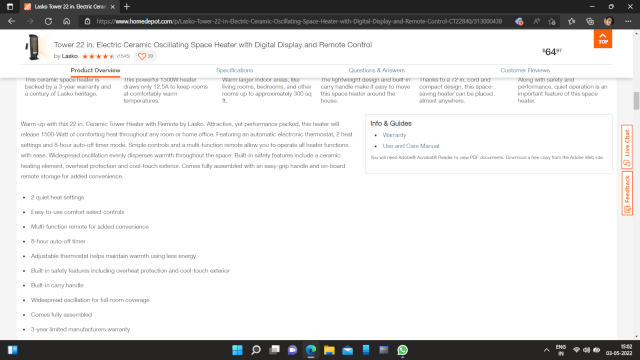 Lasko Tower 22 in. Electric Ceram
https://www.homedepot.com/p/Lasko-Tower-22-in-Electric-Ceramic-Oscillating-Space-Heater-with-Digital-Display-and-Remote-Control-CT22840/313000439
Tower 22 in. Electric Ceramic Oscillating Space Heater with Digital Display and Remote Control
by Lasko (1545) 39
$64.97
TOP
Product Overview Specifications Questions & Answers Customer Reviews
This ceramic space heater is backed by a 3-year warranty and a century of Lasko heritage.
This powerful 1500W heater draws only 12.5A to keep rooms at comfortably warm temperatures.
Warm larger indoor areas, like living rooms, bedrooms, and other rooms up to approximately 300 sq ft.
The lightweight design and built-in carry handle make it easy to move this space heater around the house.
Thanks to a 72 in. cord and compact design, this space-saving heater can be placed almost anywhere.
Along with safety and performance, quiet operation is an important feature of this space heater.
Warm-up with this 22 in. Ceramic Tower Heater with Remote by Lasko. Attractive, yet performance packed, this heater will
release 1500-Watt of comforting heat throughout any room or home office. Featuring an automatic electronic thermostat, 2 heat
settings and 8-hour auto-off timer mode. Simple controls and a multi-function remote allow you to operate all heater functions
with ease. Widespread oscillation evenly disperses warmth throughout the space. Built-in safety features include a ceramic
heating element, overheat protection and cool-touch exterior. Comes fully assembled with an easy-grip handle and on-board
remote storage for added convenience.
2 quiet heat settings
Easy-to-use comfort select controls
Multi-function remote for added convenience
8-hour auto-off timer
Adjustable thermostat helps maintain warmth using less energy
Built-in safety features including overheat protection and cool-touch exterior
Built-in carry handle
Widespread oscillation for full room coverage
Comes fully assembled
3-year limited manufacturers warranty
Info & Guides
Warranty
Use and Care Manual
You will need Adobe® Acrobat® Reader to view PDF documents. Download a free copy from the Adobe Web site.
Live Chat
Feedback
ENG
IN
15:02
03-05-2022